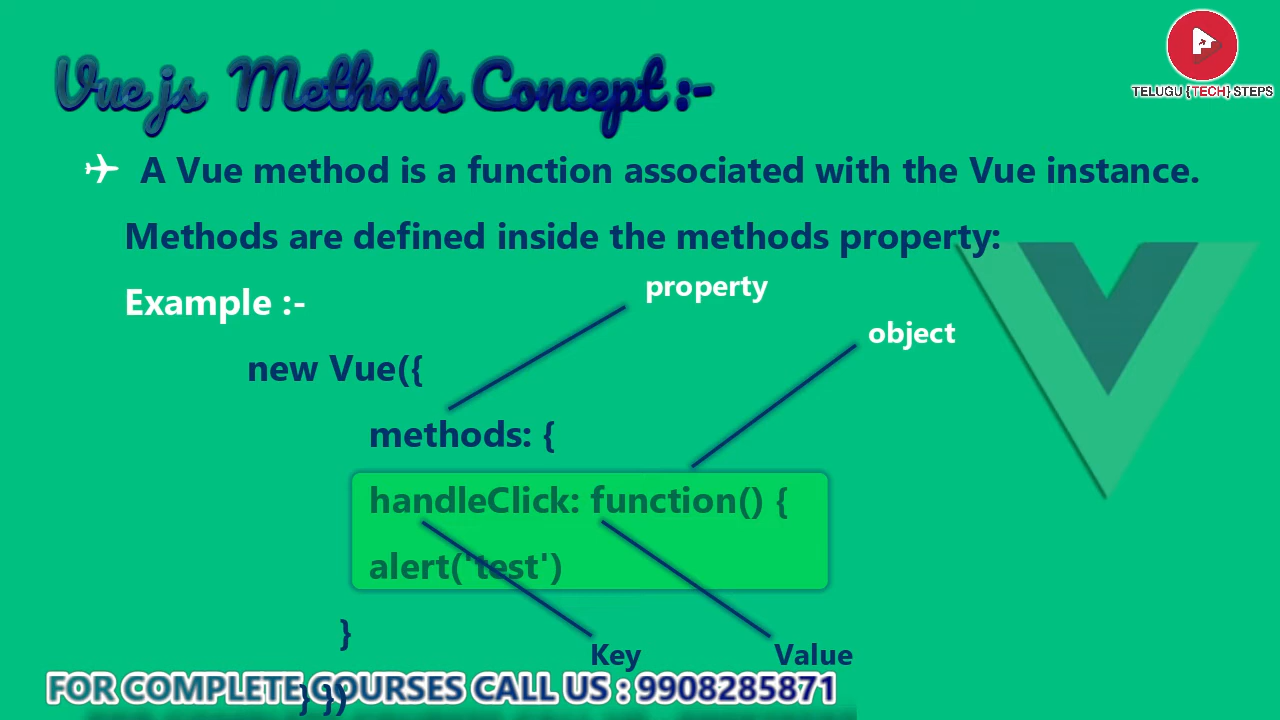 Vue js Methods Concept :-
TELUGU {TECH} STEPS
A Vue method is a function associated with the Vue instance.
Methods are defined inside the methods property:
property
Example :-
object
new Vue({
methods: {
handleClick: function() {
alert('test')
}
Key
Value
FOR COMPLETE COURSES CALL US : 9908285871
} })